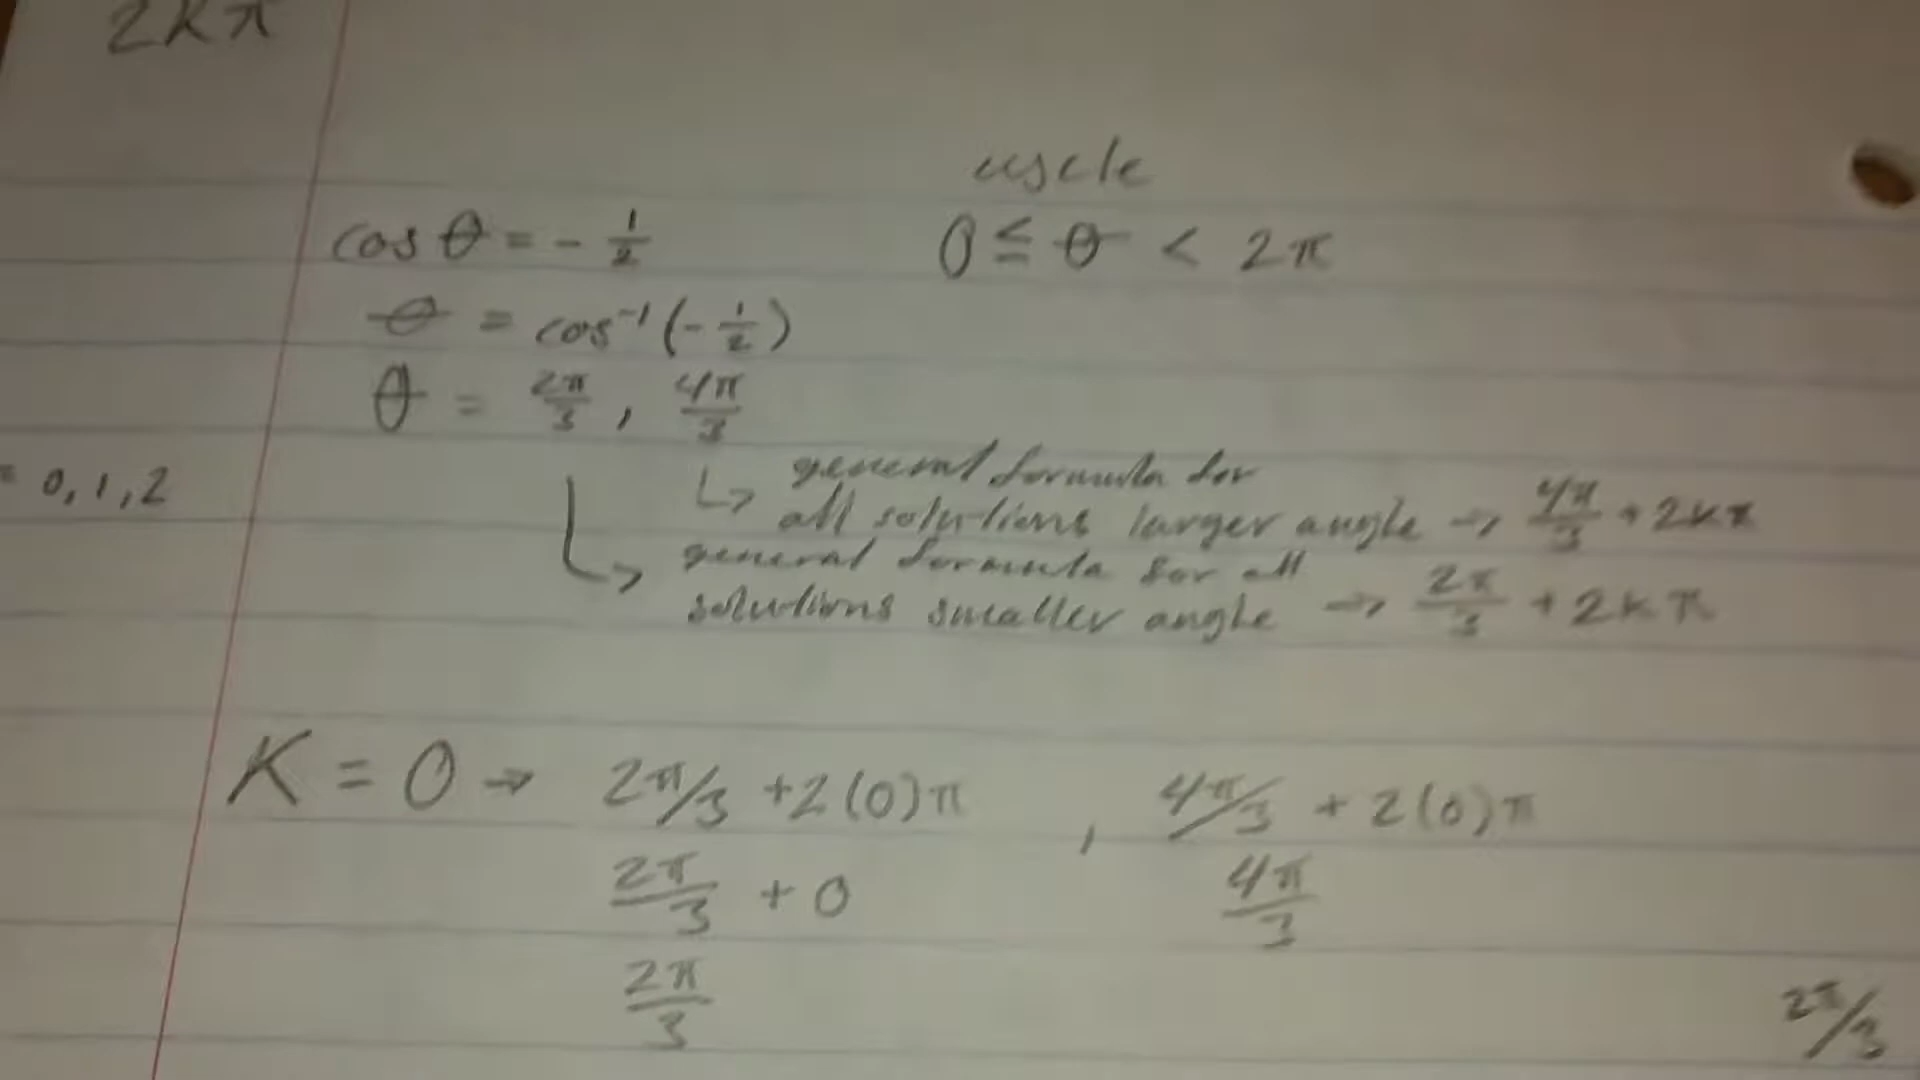 2kπ
cycle
cos θ = - 1/2
0 ≤ θ < 2π
θ = cos⁻¹(-1/2)
θ = 2π/3 , 4π/3
= 0, 1, 2
↳ general formula for
all solutions larger angle → 4π/3 + 2kπ
↳ general formula for all
solutions smaller angle → 2π/3 + 2kπ
K = 0 → 2π/3 + 2(0)π , 4π/3 + 2(0)π
2π/3 + 0
4π/3
2π/3
2π/3